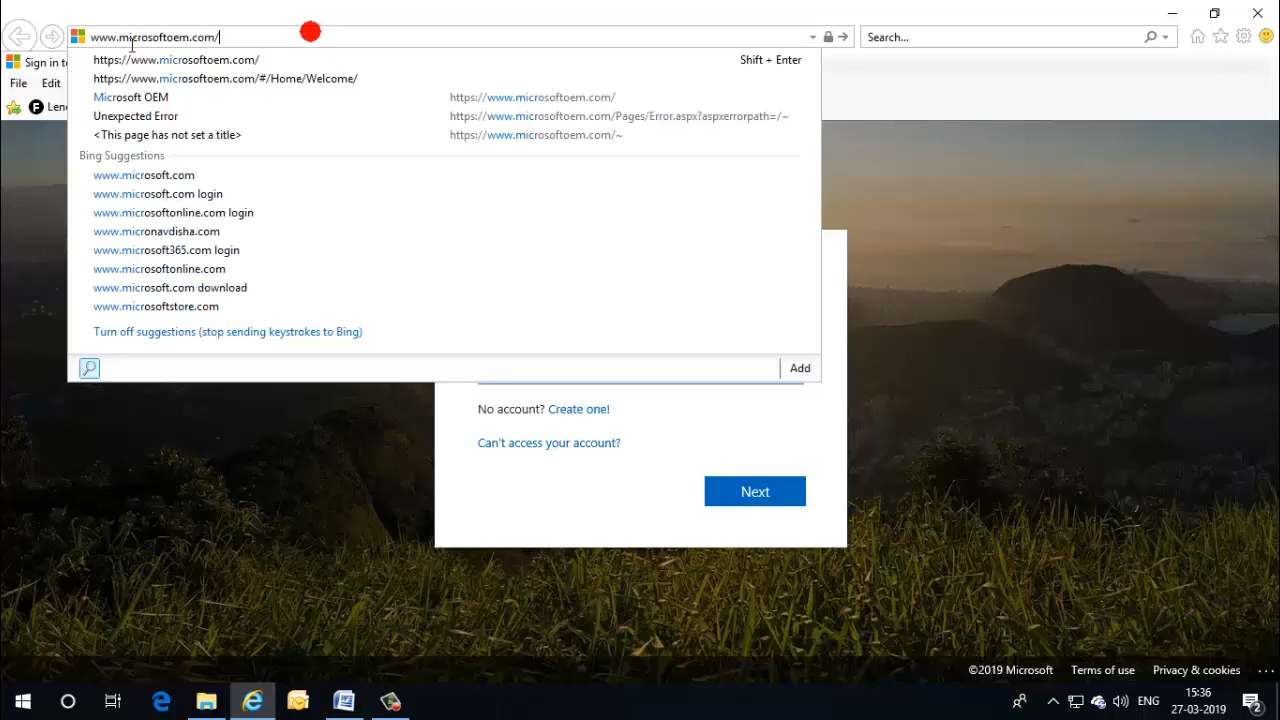 www.microsoftoem.com/
Search...
Sign in to
https://www.microsoftoem.com/ Shift + Enter
https://www.microsoftoem.com/#/Home/Welcome/
File Edit
Microsoft OEM https://www.microsoftoem.com/
Unexpected Error https://www.microsoftoem.com/Pages/Error.aspx?aspxerrorpath=/~
<This page has not set a title> https://www.microsoftoem.com/~
Bing Suggestions
www.microsoft.com
www.microsoft.com login
www.microsoftonline.com login
www.micronavdisha.com
www.microsoft365.com login
www.microsoftonline.com
www.microsoft.com download
www.microsoftstore.com
Turn off suggestions (stop sending keystrokes to Bing)
Add
No account? Create one!
Can't access your account?
Next
©2019 Microsoft Terms of use Privacy & cookies ...
ENG
15:36
27-03-2019
2